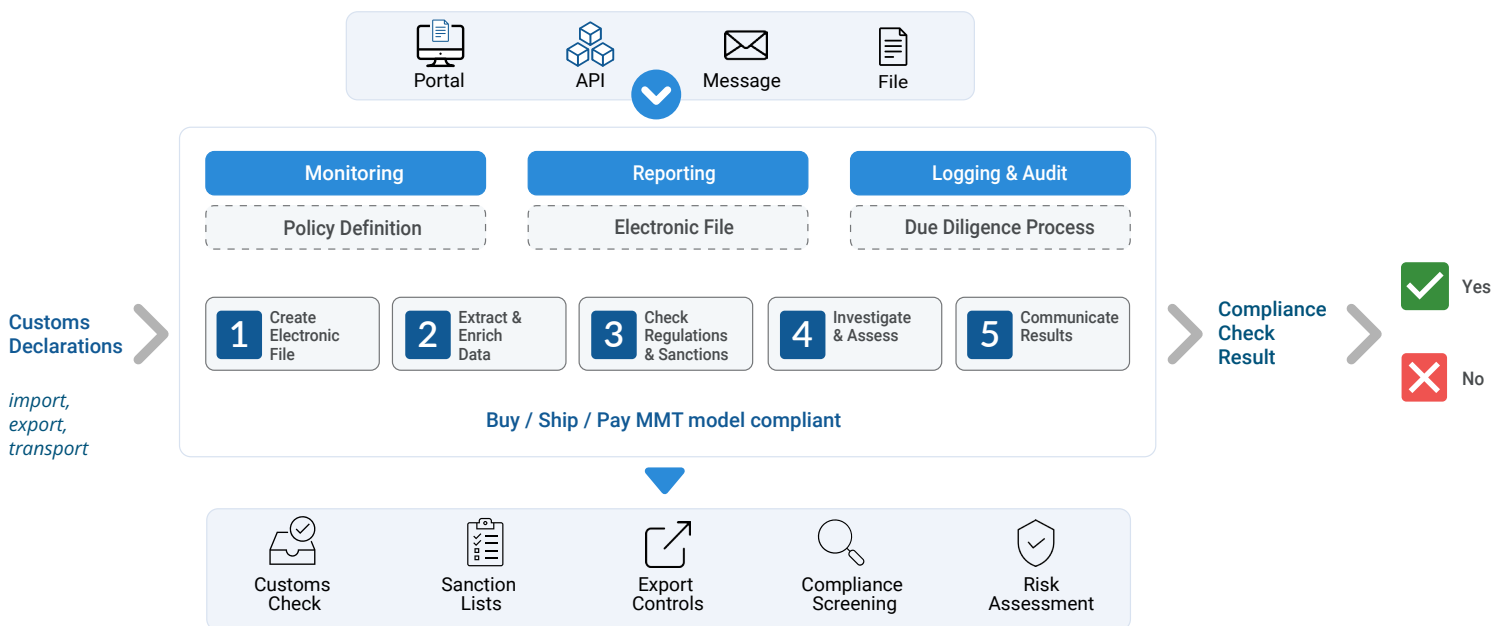 Portal
API
Message
File
Monitoring
Reporting
Logging & Audit
Policy Definition
Electronic File
Due Diligence Process
Customs
Declarations
import,
export,
transport
1
Create
Electronic
File
2
Extract &
Enrich
Data
3
Check
Regulations
& Sanctions
4
Investigate
& Assess
5
Communicate
Results
Compliance
Check
Result
Yes
No
Buy / Ship / Pay MMT model compliant
Customs
Check
Sanction
Lists
Export
Controls
Compliance
Screening
Risk
Assessment